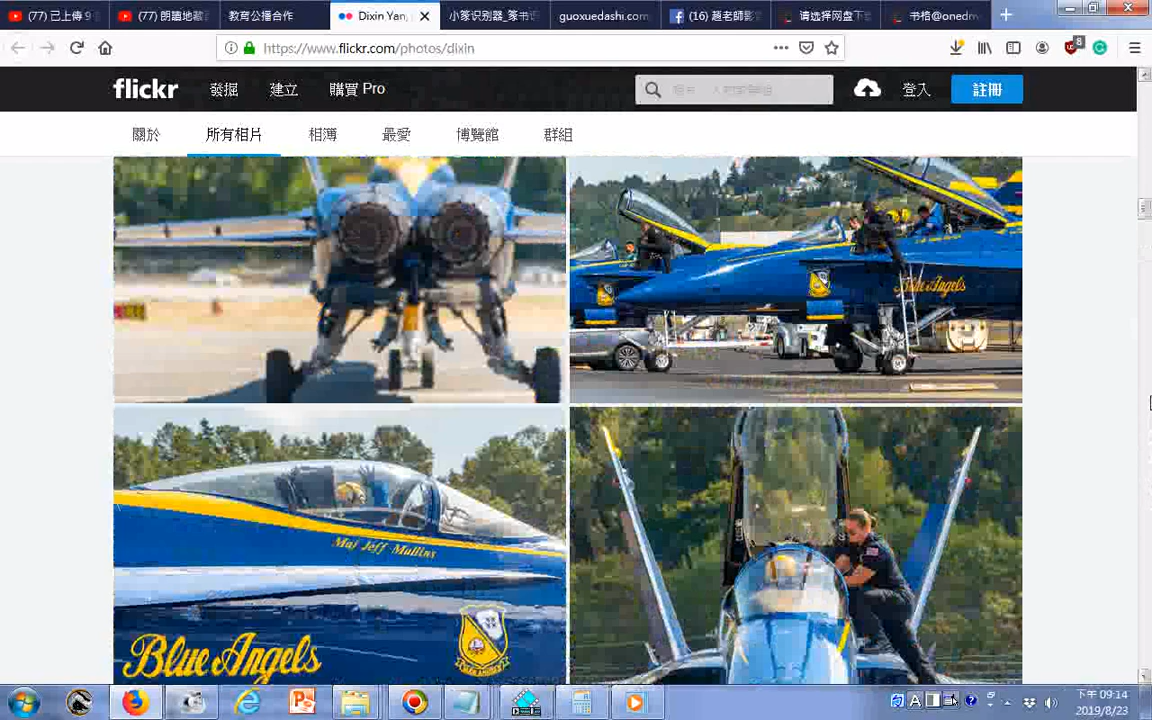 (77) 已上傳 9
(77) 朗讀地藏
教育公播合作
Dixin Yan
小篆识别器_篆书
guoxuedashi.com
(16) 趙老師影
请选择网盘下
书格@onedr
https://www.flickr.com/photos/dixin
8
flickr
發掘
建立
購買 Pro
登入
註冊
關於
所有相片
相簿
最愛
博覽館
群組
Blue Angels
Maj Jeff Mullins
Blue Angels
A
下午 09:14
2019/8/23